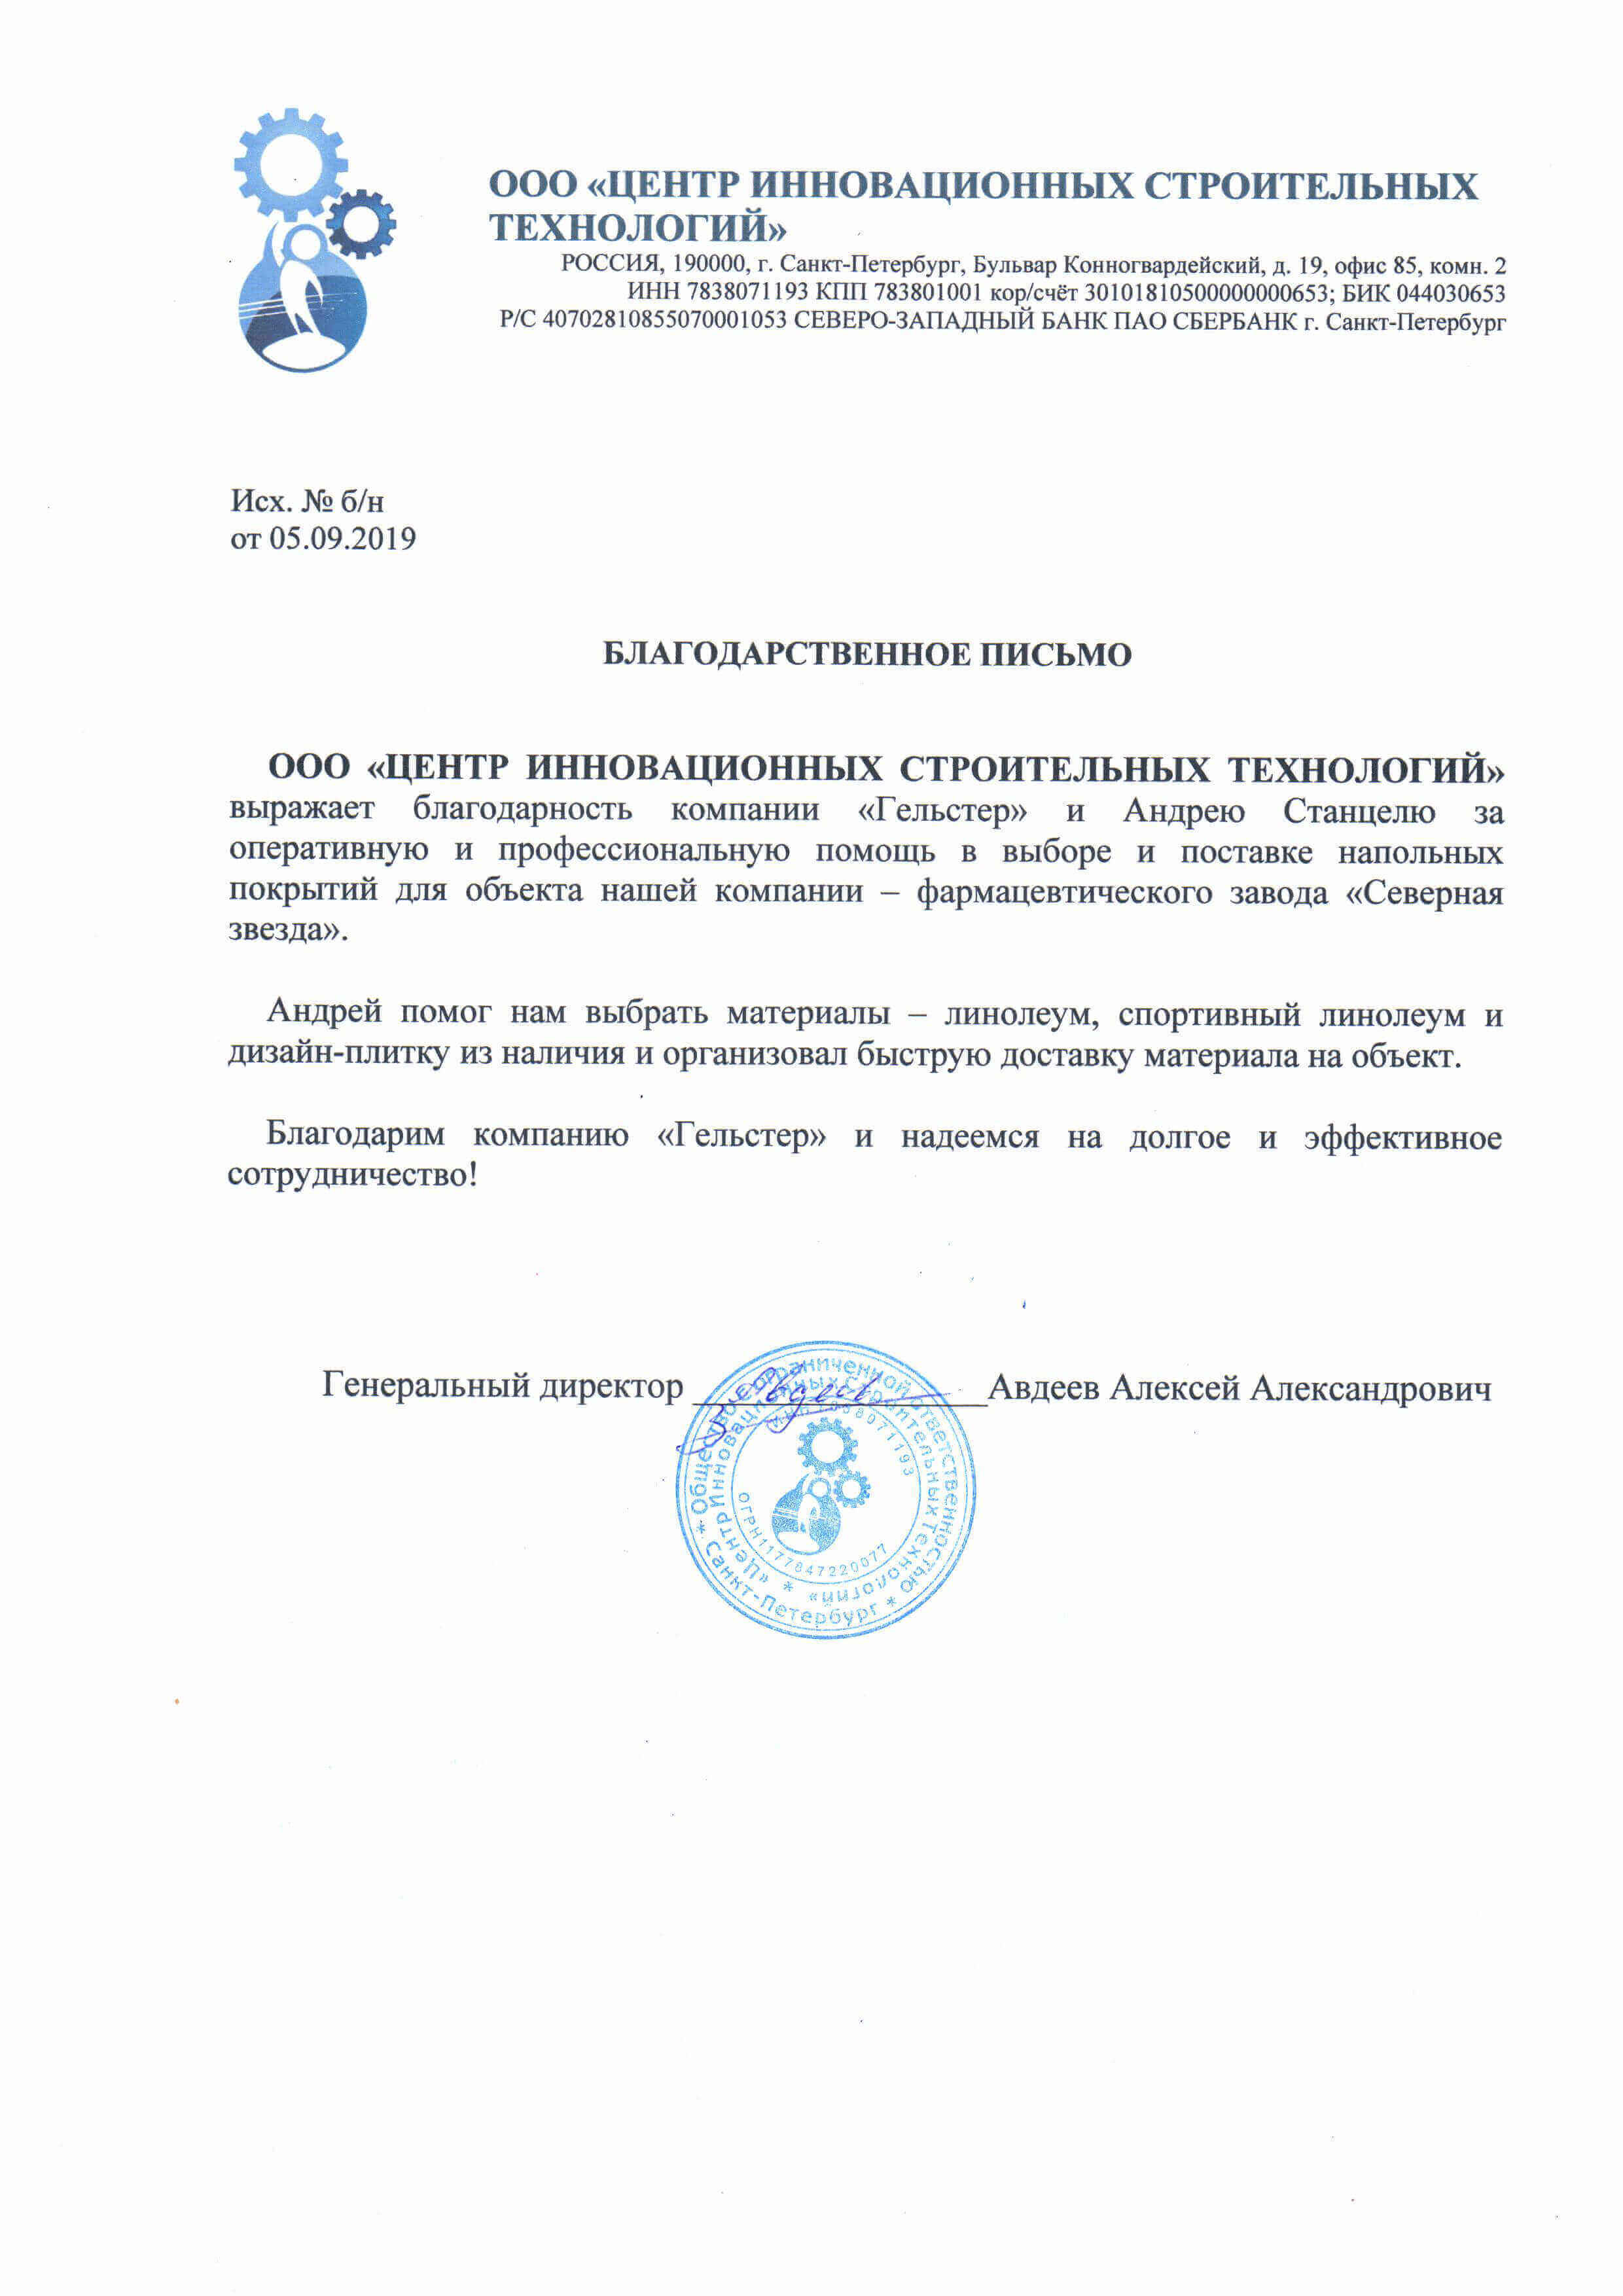 ООО «ЦЕНТР ИННОВАЦИОННЫХ СТРОИТЕЛЬНЫХ
ТЕХНОЛОГИЙ»
РОССИЯ, 190000, г. Санкт-Петербург, Бульвар Конногвардейский, д. 19, офис 85, комн. 2
ИНН 7838071193 КПП 783801001 кор/счёт 30101810500000000653; БИК 044030653
Р/С 40702810855070001053 СЕВЕРО-ЗАПАДНЫЙ БАНК ПАО СБЕРБАНК г. Санкт-Петербург
Исх. № б/н
от 05.09.2019
БЛАГОДАРСТВЕННОЕ ПИСЬМО
ООО «ЦЕНТР ИННОВАЦИОННЫХ СТРОИТЕЛЬНЫХ ТЕХНОЛОГИЙ»
выражает благодарность компании «Гельстер» и Андрею Станцелю за
оперативную и профессиональную помощь в выборе и поставке напольных
покрытий для объекта нашей компании – фармацевтического завода «Северная
звезда».
Андрей помог нам выбрать материалы – линолеум, спортивный линолеум и
дизайн-плитку из наличия и организовал быструю доставку материала на объект.
Благодарим компанию «Гельстер» и надеемся на долгое и эффективное
сотрудничество!
Генеральный директор Авдеев Алексей Александрович
* Общество с ограниченной ответственностью * Санкт-Петербург
«Центр Инновационных Строительных Технологий» *
ИНН 7838071193
ОГРН 1177847220077